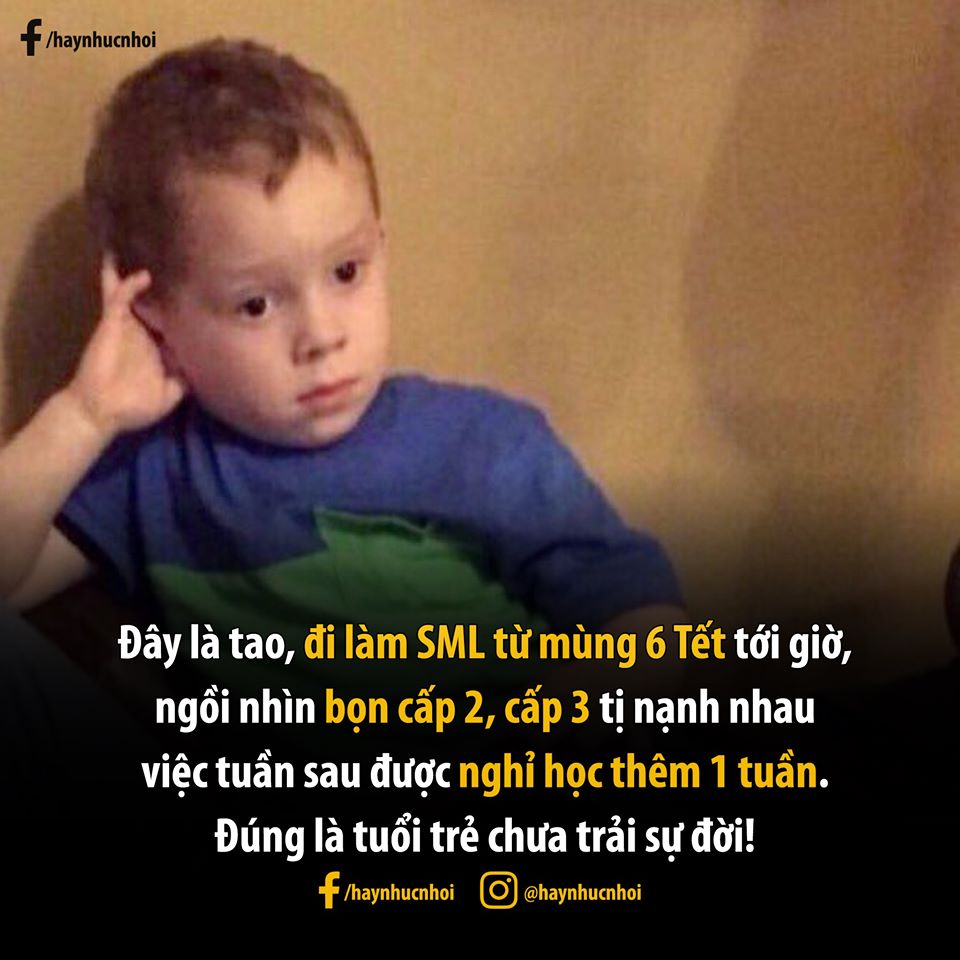 /haynhucnhoi
Đây là tao, đi làm SML từ mùng 6 Tết tới giờ,
ngồi nhìn bọn cấp 2, cấp 3 tị nạnh nhau
việc tuần sau được nghỉ học thêm 1 tuần.
Đúng là tuổi trẻ chưa trải sự đời!
/haynhucnhoi @haynhucnhoi